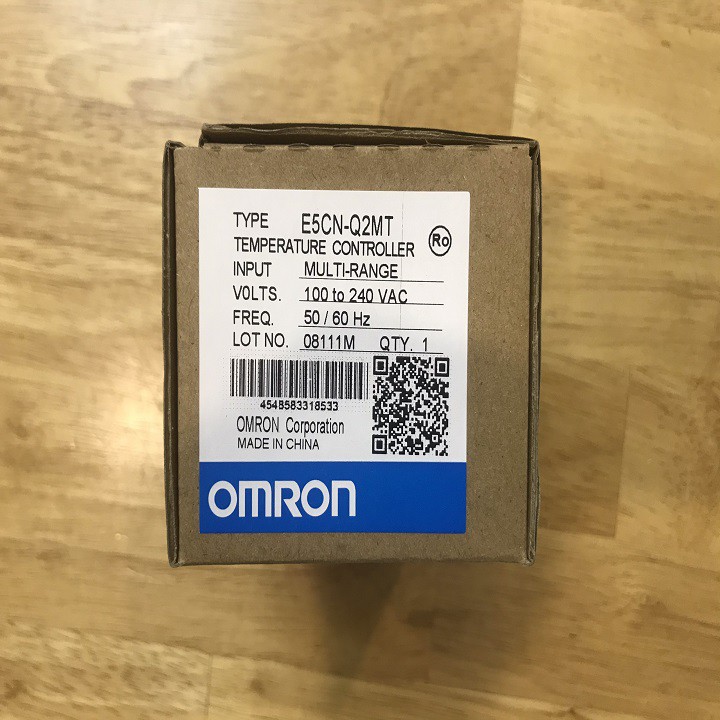 TYPE E5CN-Q2MT
TEMPERATURE CONTROLLER Ro
INPUT MULTI-RANGE
VOLTS. 100 to 240 VAC
FREQ. 50 / 60 Hz
LOT NO. 08111M QTY. 1
4548583318533
OMRON Corporation
MADE IN CHINA
OMRON